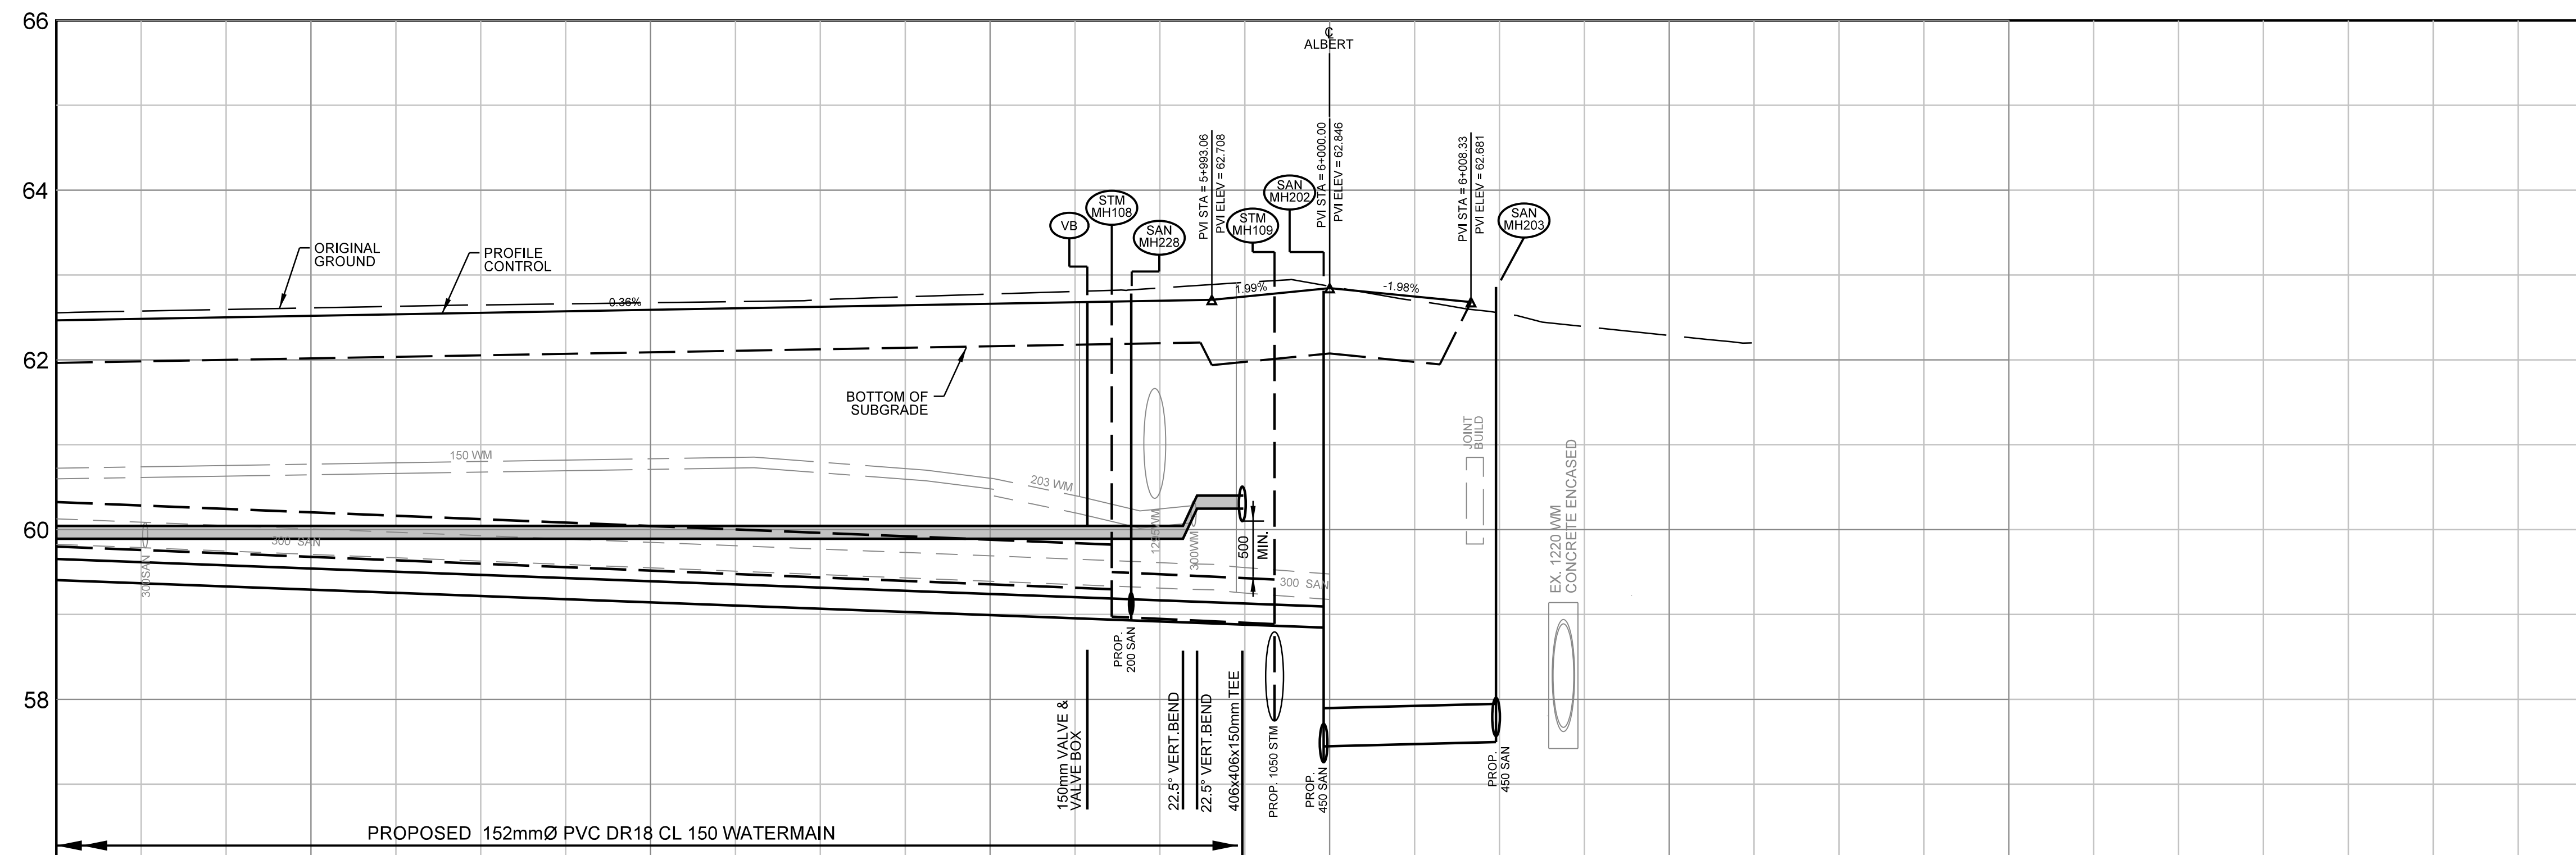 66
64
62
60
58
℄
ALBERT
PVI STA = 5+993.06
PVI ELEV = 62.708
PVI STA = 6+000.00
PVI ELEV = 62.846
PVI STA = 6+008.33
PVI ELEV = 62.681
VB
STM
MH108
SAN
MH228
STM
MH109
SAN
MH202
SAN
MH203
ORIGINAL
GROUND
PROFILE
CONTROL
0.36%
1.99%
-1.98%
BOTTOM OF
SUBGRADE
150 WM
203 WM
JOINT
BUILD
EX. 1220 WM
CONCRETE ENCASED
300 SAN
300SAN
300WM
500
MIN.
300 SAN
PROP.
200 SAN
150mm VALVE &
VALVE BOX
22.5° VERT.BEND
22.5° VERT.BEND
406x406x150mm TEE
PROP. 1050 STM
PROP.
450 SAN
PROP.
450 SAN
PROPOSED 152mmØ PVC DR18 CL 150 WATERMAIN